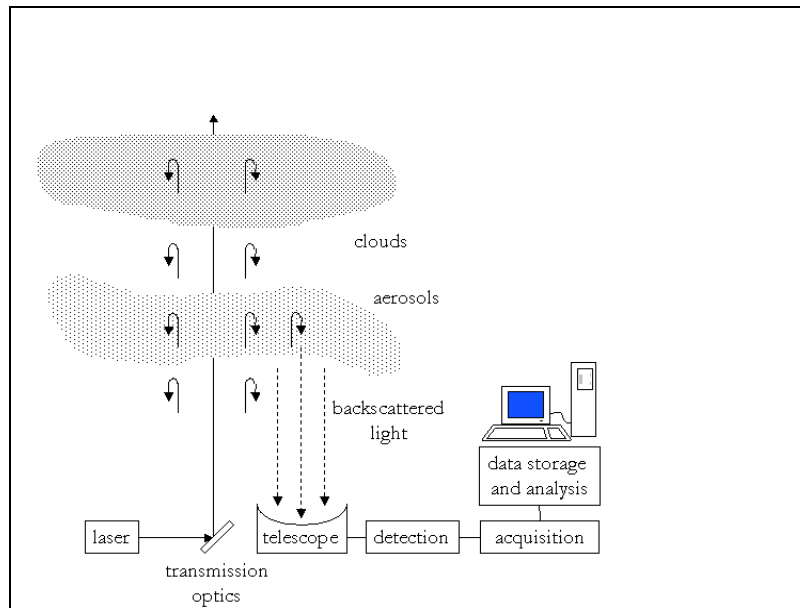 clouds
aerosols
backscattered
light
data storage
and analysis
laser
telescope
detection
acquisition
transmission
optics